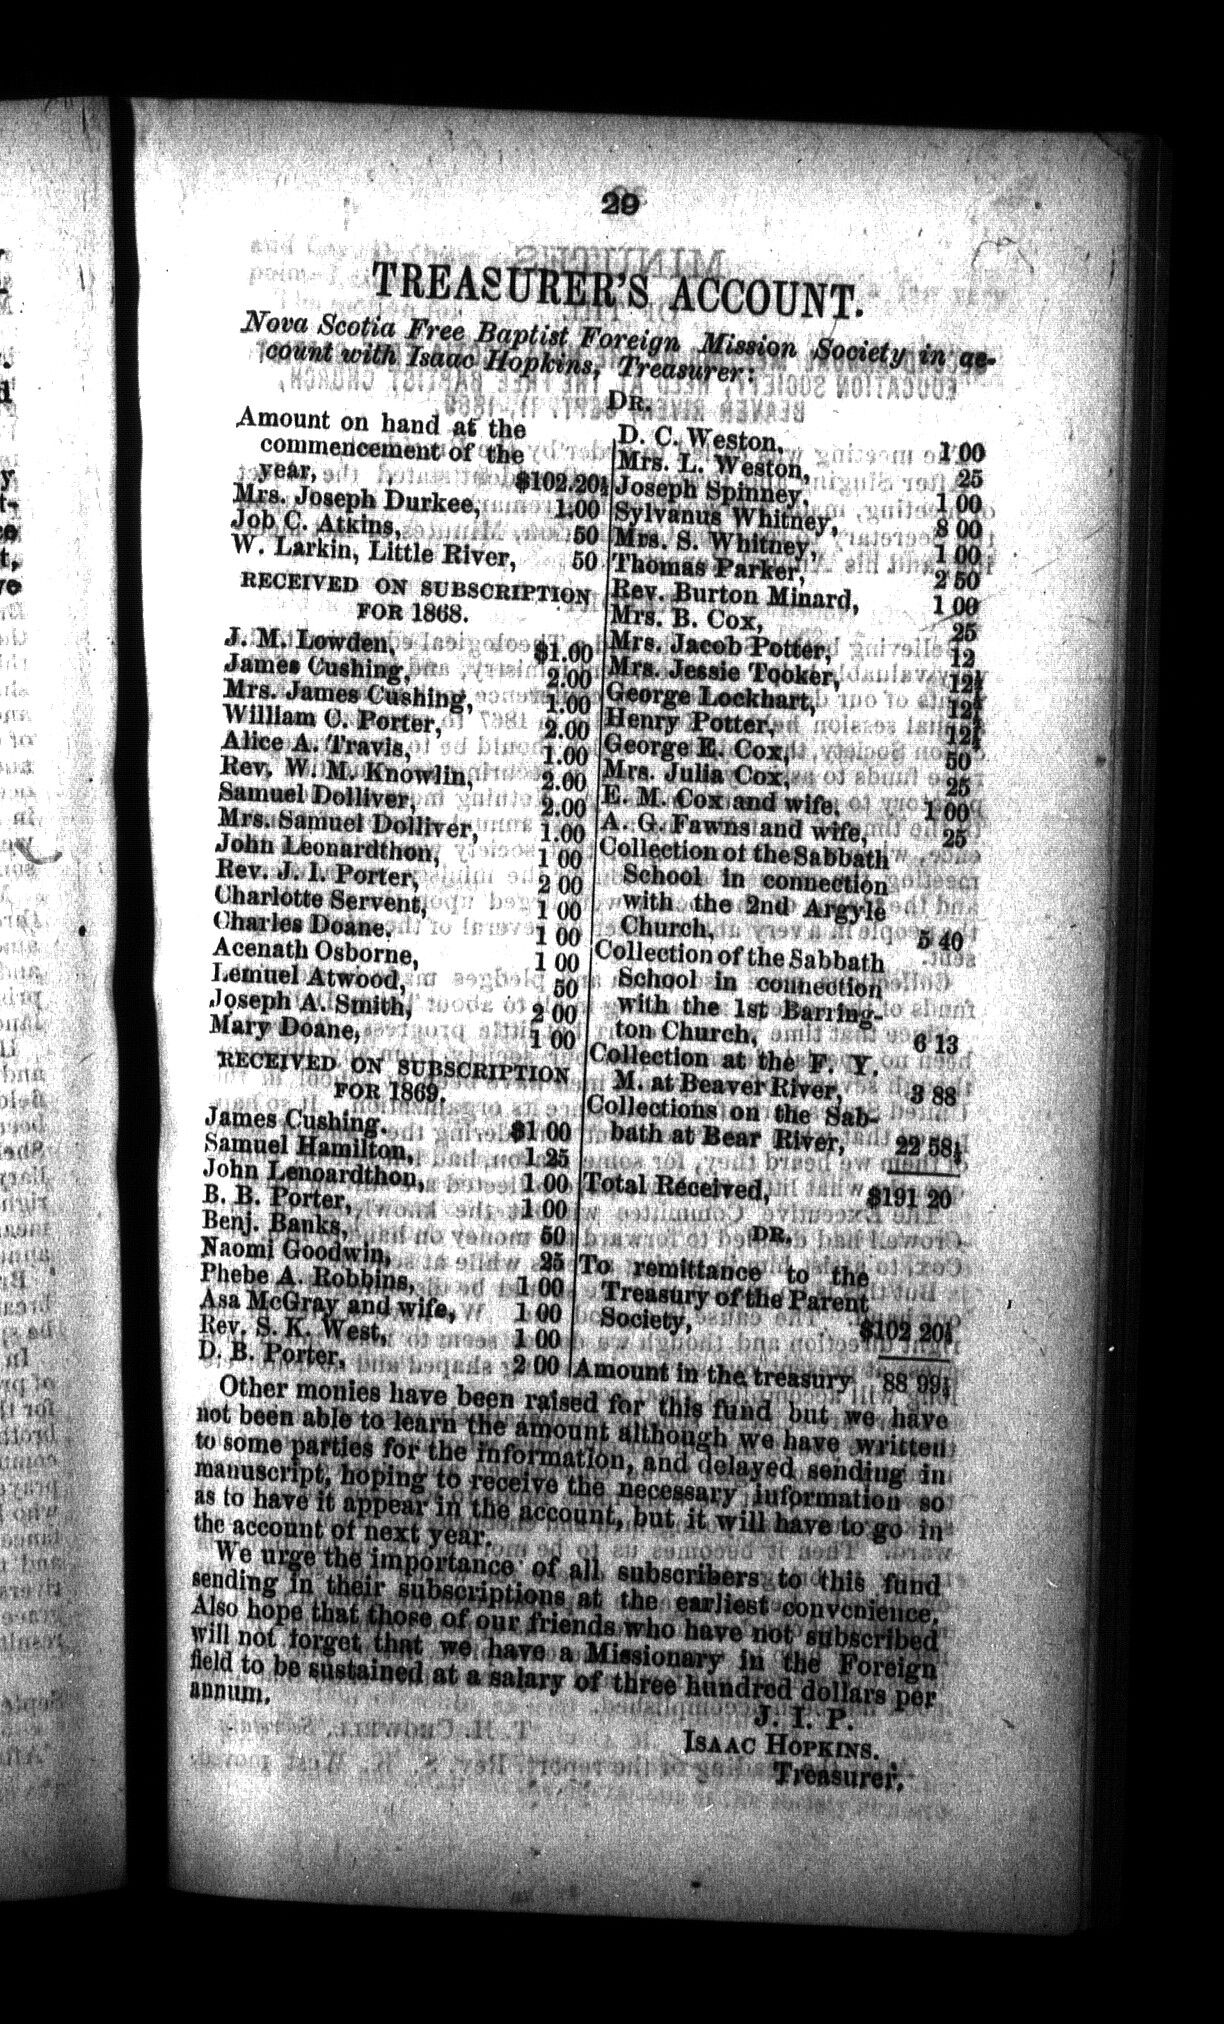 29
TREASURER'S ACCOUNT.
Nova Scotia Free Baptist Foreign Mission Society in ac-
count with Isaac Hopkins, Treasurer:
DR.
Amount on hand at the
commencement of the
year, $102.20½
Mrs. Joseph Durkee, 1.00
Job C. Atkins, 50
W. Larkin, Little River, 50
RECEIVED ON SUBSCRIPTION
FOR 1868.
J. M. Lowden, $1.00
James Cushing, 2.00
Mrs. James Cushing, 1.00
William C. Porter, 2.00
Alice A. Travis, 1.00
Rev. W. M. Knowlin, 2.00
Samuel Dolliver, 2.00
Mrs. Samuel Dolliver, 1.00
John Leonardthon, 1 00
Rev. J. I. Porter, 2 00
Charlotte Servent, 1 00
Charles Doane. 1 00
Acenath Osborne, 1 00
Lemuel Atwood, 50
Joseph A. Smith, 2 00
Mary Doane, 1 00
RECEIVED ON SUBSCRIPTION
FOR 1869.
James Cushing. $1 00
Samuel Hamilton, 1 25
John Lenoardthon, 1 00
B. B. Porter, 1 00
Benj. Banks, 50
Naomi Goodwin, 25
Phebe A. Robbins, 1 00
Asa McGray and wife, 1 00
Rev. S. K. West, 1 00
D. B. Porter, 2 00
D. C. Weston, 1 00
Mrs. L. Weston, 25
Joseph Spinney, 1 00
Sylvanus Whitney, 8 00
Mrs. S. Whitney, 1 00
Thomas Parker, 2 50
Rev. Burton Minard, 1 00
Mrs. B. Cox, 25
Mrs. Jacob Potter, 12
Mrs. Jessie Tooker, 12½
George Lockhart, 12½
Henry Potter, 12½
George E. Cox, 50
Mrs. Julia Cox, 25
E. M. Cox and wife, 1 00
A. G. Fawns and wife, 25
Collection of the Sabbath
School in connection
with the 2nd Argyle
Church, 5 40
Collection of the Sabbath
School in connection
with the 1st Barring-
ton Church, 6 13
Collection at the F. Y.
M. at Beaver River, 3 88
Collections on the Sab-
bath at Bear River, 22 58½
Total Received, $191 20
DR.
To remittance to the
Treasury of the Parent
Society, $102 20½
Amount in the treasury 88 99½
Other monies have been raised for this fund but we have
not been able to learn the amount although we have written
to some parties for the information, and delayed sending in
manuscript, hoping to receive the necessary information so
as to have it appear in the account, but it will have to go in
the account of next year.
We urge the importance of all subscribers to this fund
sending in their subscriptions at the earliest convenience.
Also hope that those of our friends who have not subscribed
will not forget that we have a Missionary in the Foreign
field to be sustained at a salary of three hundred dollars per
annum.
J. I. P.
ISAAC HOPKINS.
Treasurer.